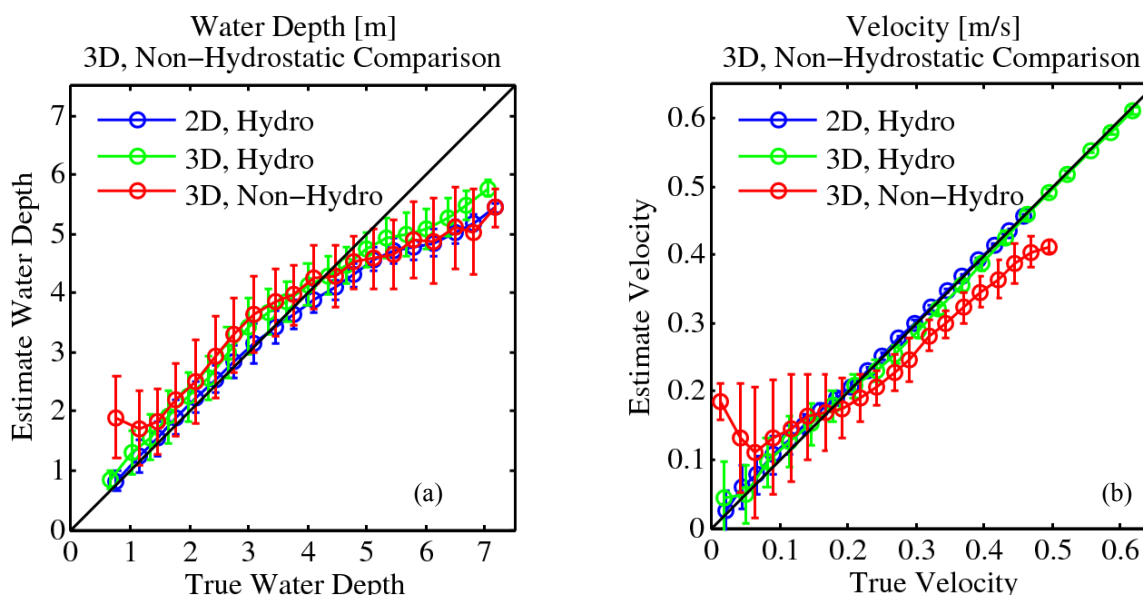 Water Depth [m]
3D, Non-Hydrostatic Comparison
7
6
5
4
3
2
1
0
Estimate Water Depth
2D, Hydro
3D, Hydro
3D, Non-Hydro
(a)
0 1 2 3 4 5 6 7
True Water Depth
Velocity [m/s]
3D, Non-Hydrostatic Comparison
0.6
0.5
0.4
0.3
0.2
0.1
0
Estimate Velocity
2D, Hydro
3D, Hydro
3D, Non-Hydro
(b)
0 0.1 0.2 0.3 0.4 0.5 0.6
True Velocity